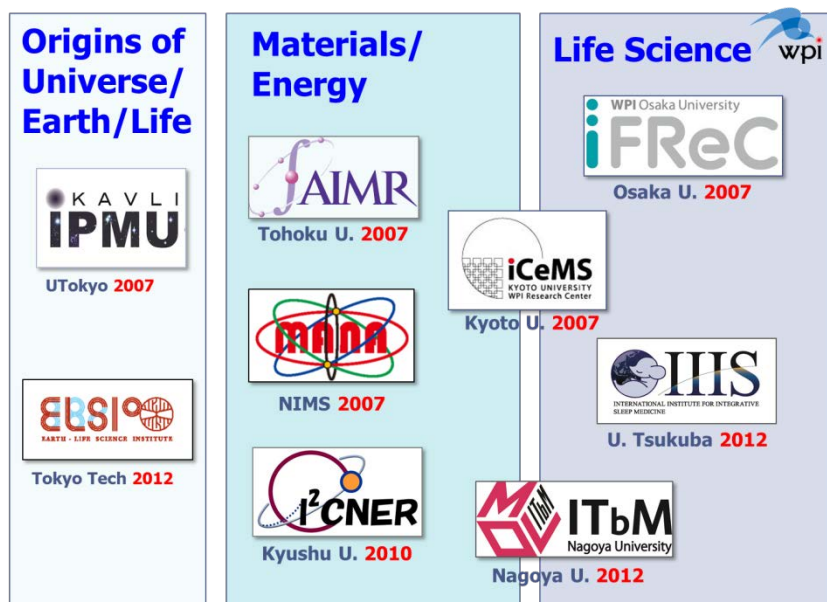 Origins of
Universe/
Earth/Life
KAVLI
IPMU
UTokyo 2007
ELSI
EARTH - LIFE SCIENCE INSTITUTE
Tokyo Tech 2012
Materials/
Energy
AIMR
Tohoku U. 2007
MANA
NIMS 2007
I²CNER
Kyushu U. 2010
Life Science
wpi
WPI Osaka University
iFReC
Osaka U. 2007
iCeMS
KYOTO UNIVERSITY
WPI Research Center
Kyoto U. 2007
IIIS
INTERNATIONAL INSTITUTE FOR INTEGRATIVE
SLEEP MEDICINE
U. Tsukuba 2012
ITbM
ITbM
Nagoya University
Nagoya U. 2012